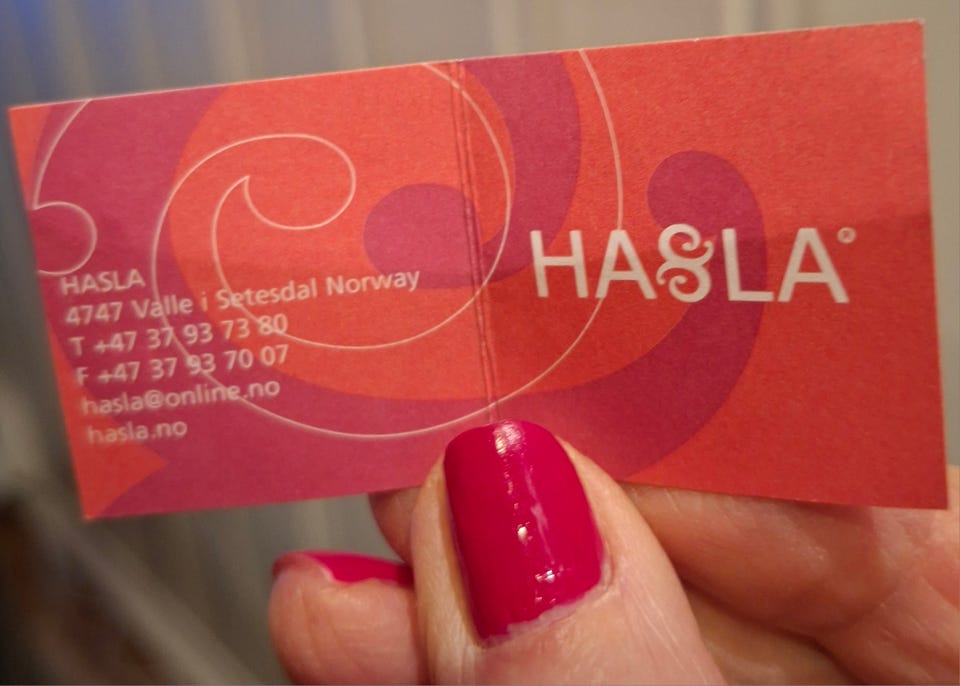 HASLA
4747 Valle i Setesdal Norway
T +47 37 93 73 80
F +47 37 93 70 07
hasla@online.no
hasla.no
HASLA